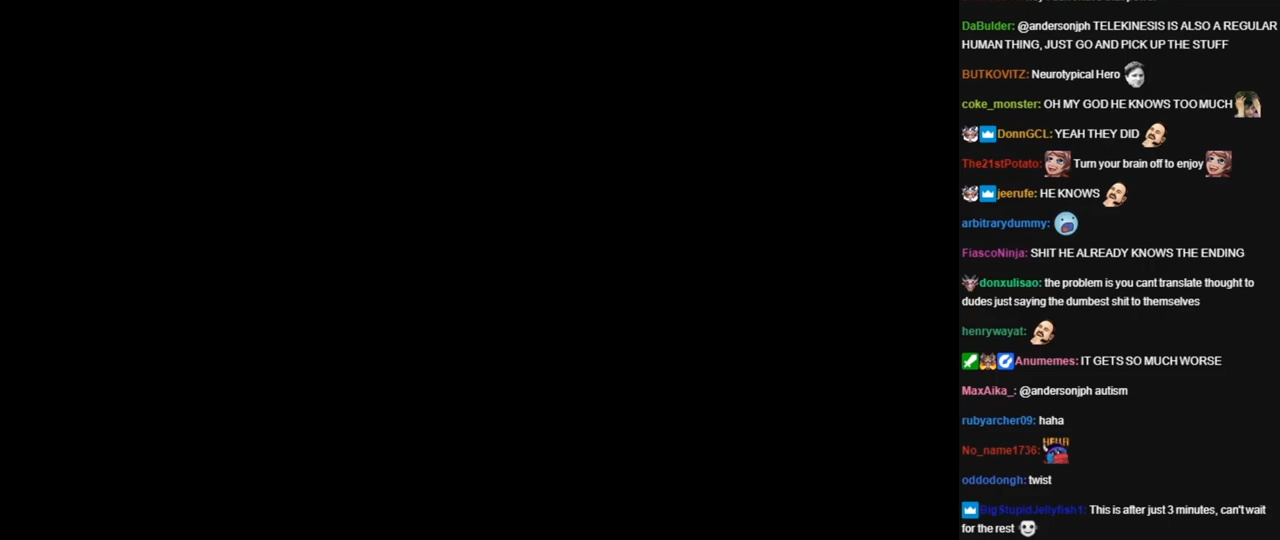 DaBulder: @andersonjph TELEKINESIS IS ALSO A REGULAR
HUMAN THING, JUST GO AND PICK UP THE STUFF
BUTKOVITZ: Neurotypical Hero
coke_monster: OH MY GOD HE KNOWS TOO MUCH
DonnGCL: YEAH THEY DID
The21stPotato: Turn your brain off to enjoy
jeerufe: HE KNOWS
arbitrarydummy:
FiascoNinja: SHIT HE ALREADY KNOWS THE ENDING
donxulisao: the problem is you cant translate thought to
dudes just saying the dumbest shit to themselves
henrywayat:
Anumemes: IT GETS SO MUCH WORSE
MaxAika_: @andersonjph autism
rubyarcher09: haha
No_name1736:
oddodongh: twist
BigStupidJellyfish1: This is after just 3 minutes, can't wait
for the rest